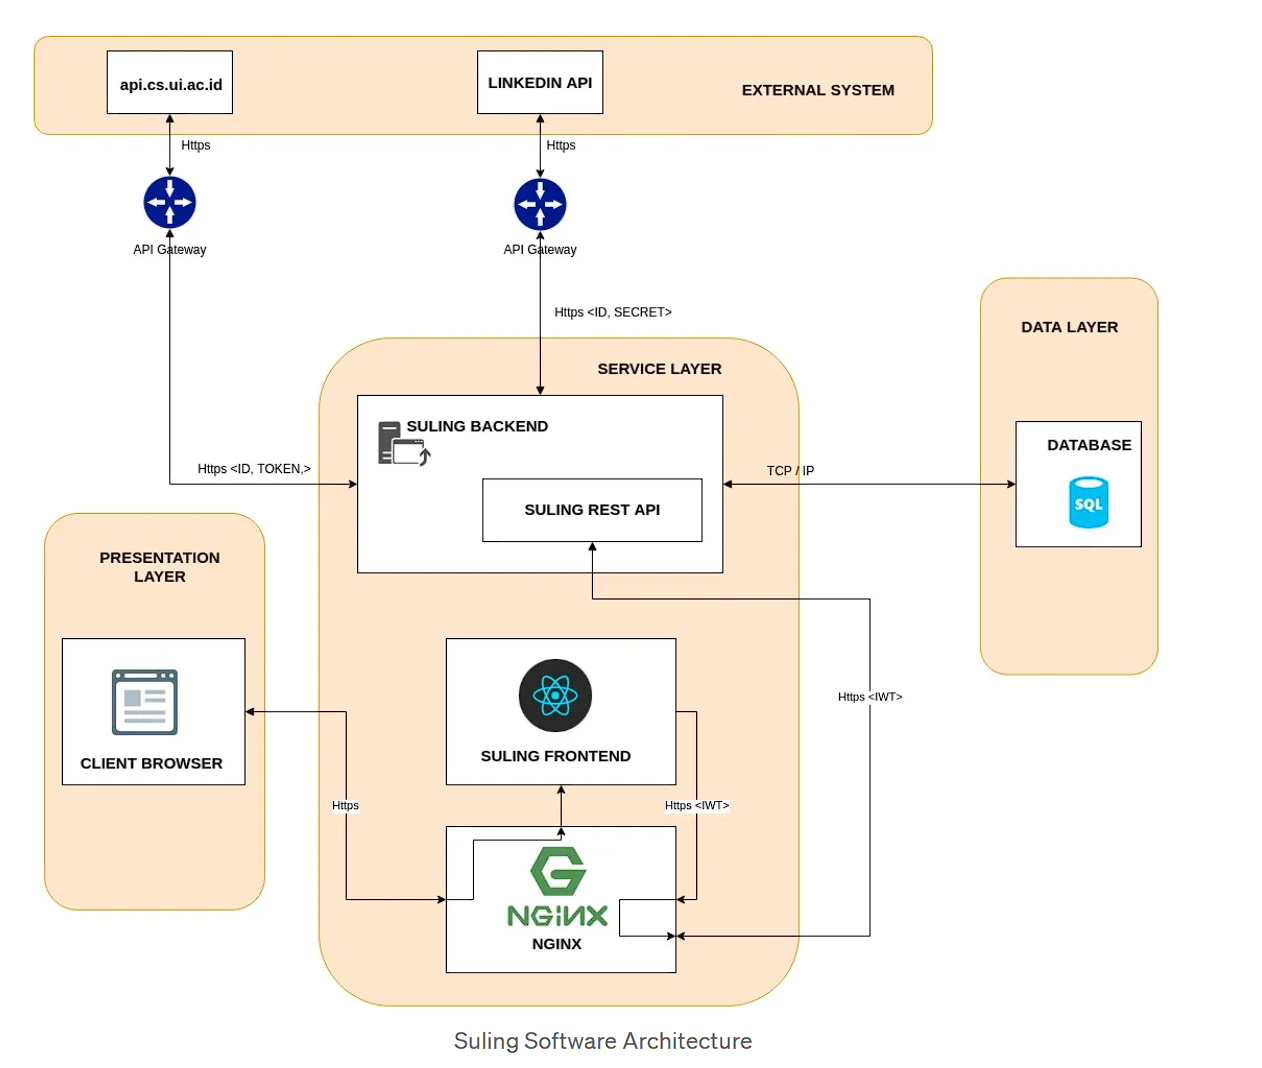 api.cs.ui.ac.id
LINKEDIN API
EXTERNAL SYSTEM
Https
Https
API Gateway
API Gateway
Https <ID, SECRET>
DATA LAYER
SERVICE LAYER
SULING BACKEND
DATABASE
SQL
Https <ID, TOKEN,>
TCP / IP
SULING REST API
PRESENTATION
LAYER
Https <IWT>
CLIENT BROWSER
SULING FRONTEND
Https
Https <IWT>
NGiNX
NGINX
Suling Software Architecture